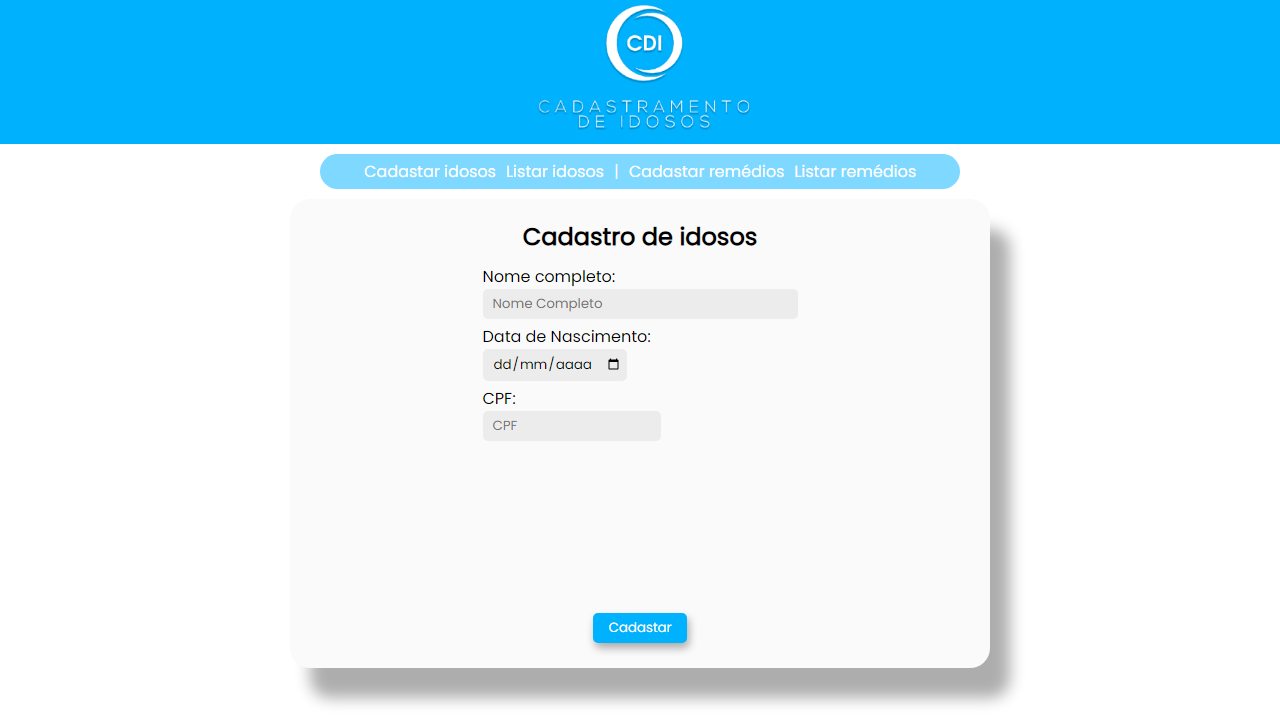 CDI
CADASTRAMENTO
DE IDOSOS
Cadastar idosos Listar idosos | Cadastar remédios Listar remédios
Cadastro de idosos
Nome completo:
Nome Completo
Data de Nascimento:
dd/mm/aaaa
CPF:
CPF
Cadastar